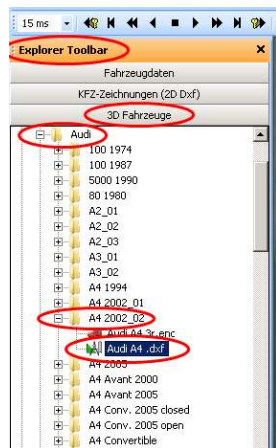 15 ms
Explorer Toolbar
Fahrzeugdaten
KFZ-Zeichnungen (2D Dxf)
3D Fahrzeuge
Audi
100 1974
100 1987
5000 1990
80 1980
A2_01
A2_02
A2_03
A3_01
A3_02
A4 1994
A4 2002_01
A4 2002_02
Audi A4 3r.enc
Audi A4 .dxf
A4 2005
A4 Avant 2000
A4 Avant 2005
A4 Conv. 2005 closed
A4 Conv. 2005 open
A4 Convertible